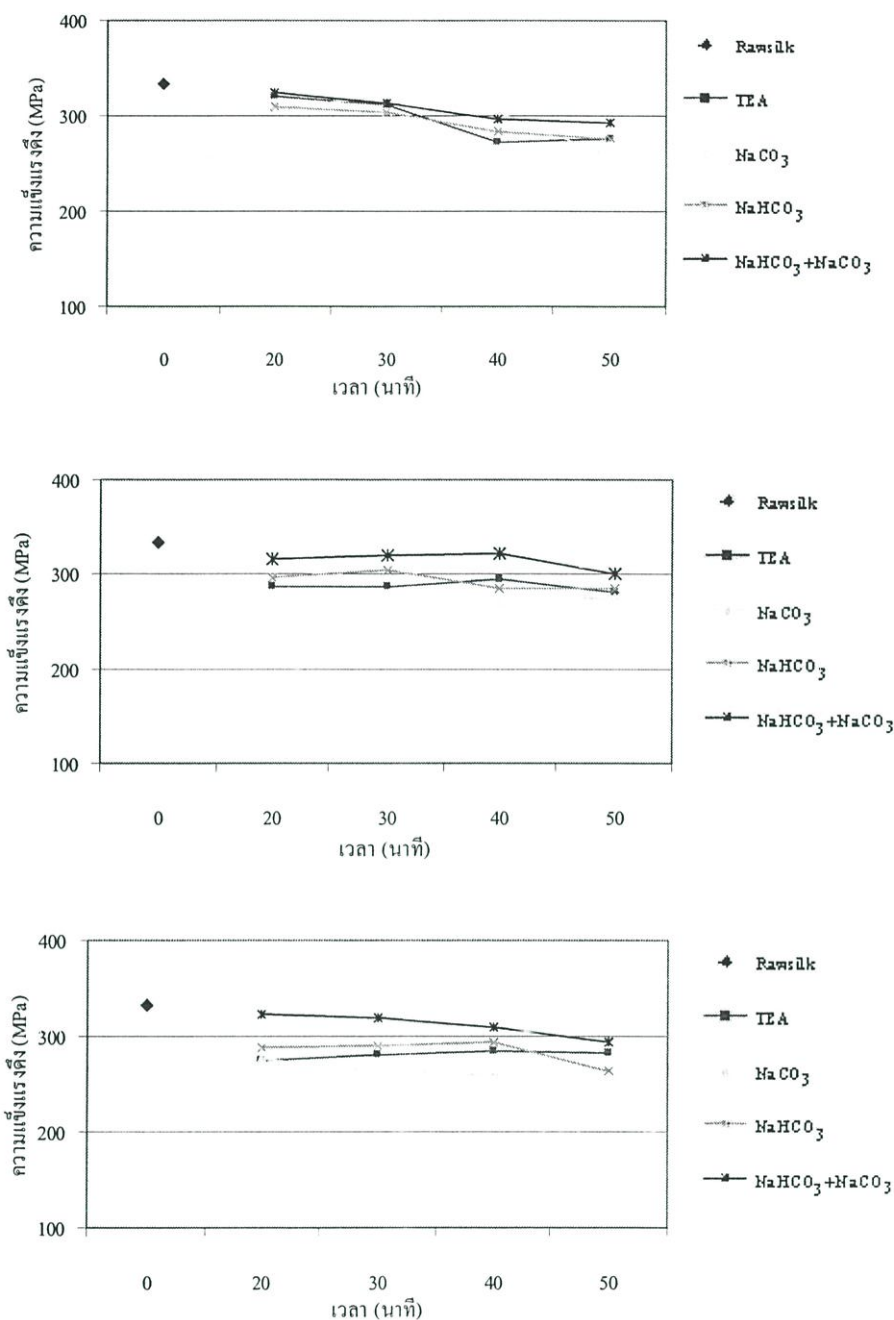 400
300
200
100
ความแข็งแรงดึง (MPa)
0 20 30 40 50
เวลา (นาที)
Rawsilk
TEA
NaCO3
NaHCO3
NaHCO3+NaCO3
400
300
200
100
ความแข็งแรงดึง (MPa)
0 20 30 40 50
เวลา (นาที)
Rawsilk
TEA
NaCO3
NaHCO3
NaHCO3+NaCO3
400
300
200
100
ความแข็งแรงดึง (MPa)
0 20 30 40 50
เวลา (นาที)
Rawsilk
TEA
NaCO3
NaHCO3
NaHCO3+NaCO3